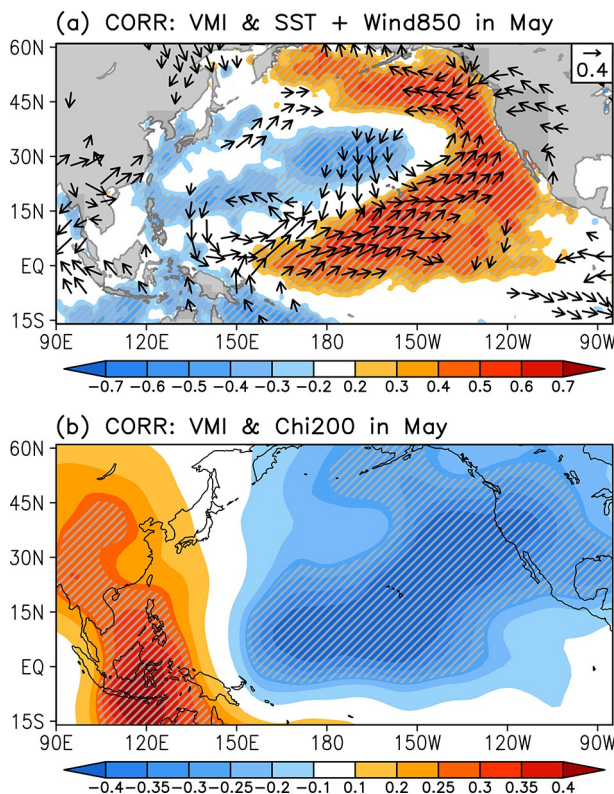 (a) CORR: VMI & SST + Wind850 in May
0.4
60N
45N
30N
15N
EQ
15S
90E 120E 150E 180 150W 120W 90W
-0.7 -0.6 -0.5 -0.4 -0.3 -0.2 0.2 0.3 0.4 0.5 0.6 0.7
(b) CORR: VMI & Chi200 in May
60N
45N
30N
15N
EQ
15S
90E 120E 150E 180 150W 120W 90W
-0.4 -0.35 -0.3 -0.25 -0.2 -0.1 0.1 0.2 0.25 0.3 0.35 0.4